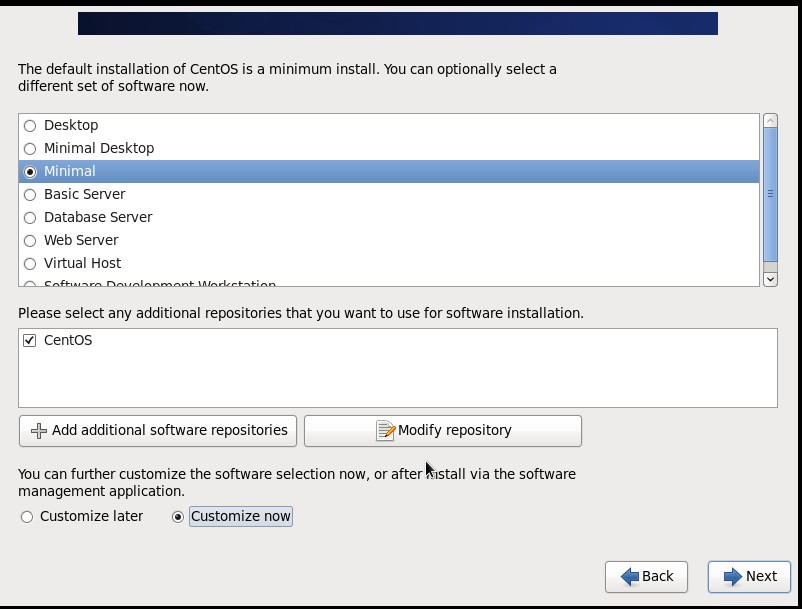 The default installation of CentOS is a minimum install. You can optionally select a
different set of software now.
Desktop
Minimal Desktop
Minimal
Basic Server
Database Server
Web Server
Virtual Host
Software Development Workstation
Please select any additional repositories that you want to use for software installation.
CentOS
Add additional software repositories
Modify repository
You can further customize the software selection now, or after install via the software
management application.
Customize later
Customize now
Back
Next